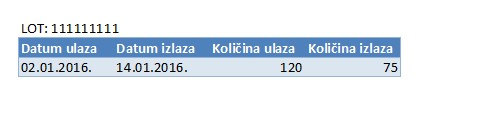 LOT: 111111111
Datum ulaza Datum izlaza Količina ulaza Količina izlaza
02.01.2016. 14.01.2016. 120 75